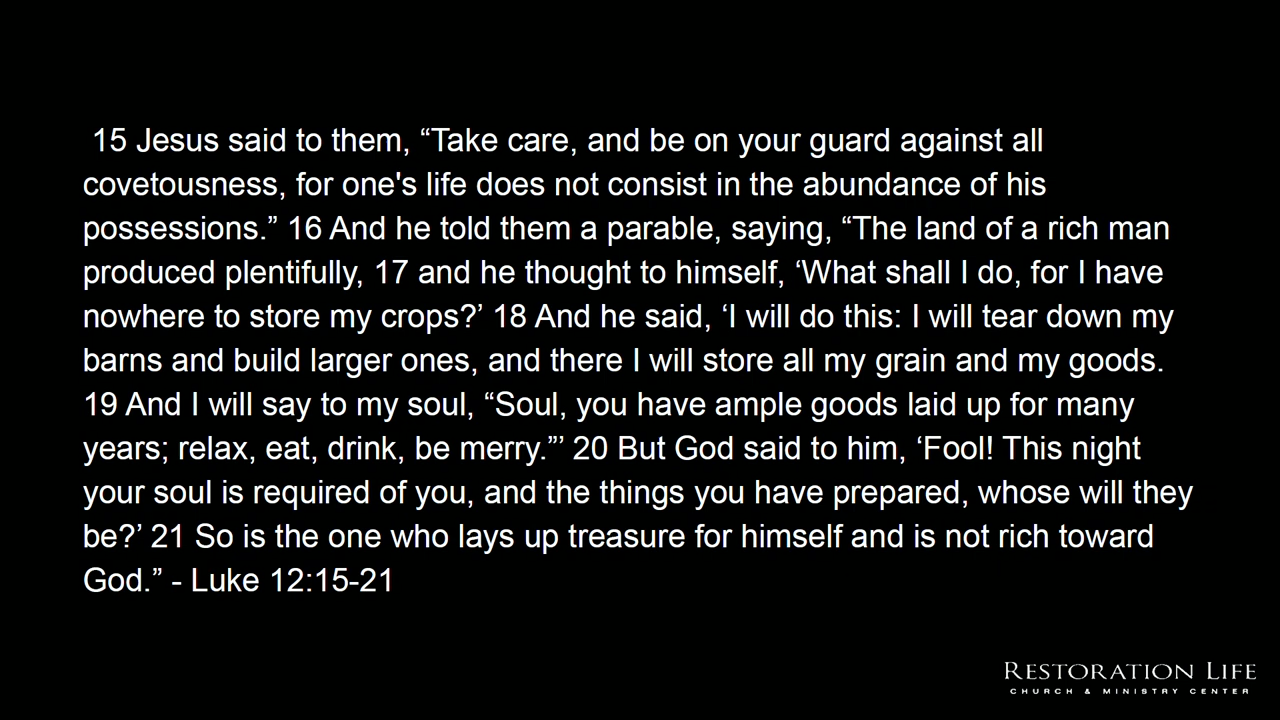 15 Jesus said to them, “Take care, and be on your guard against all
covetousness, for one's life does not consist in the abundance of his
possessions.” 16 And he told them a parable, saying, “The land of a rich man
produced plentifully, 17 and he thought to himself, ‘What shall I do, for I have
nowhere to store my crops?’ 18 And he said, ‘I will do this: I will tear down my
barns and build larger ones, and there I will store all my grain and my goods.
19 And I will say to my soul, “Soul, you have ample goods laid up for many
years; relax, eat, drink, be merry.”’ 20 But God said to him, ‘Fool! This night
your soul is required of you, and the things you have prepared, whose will they
be?’ 21 So is the one who lays up treasure for himself and is not rich toward
God.” - Luke 12:15-21
RESTORATION LIFE
CHURCH & MINISTRY CENTER